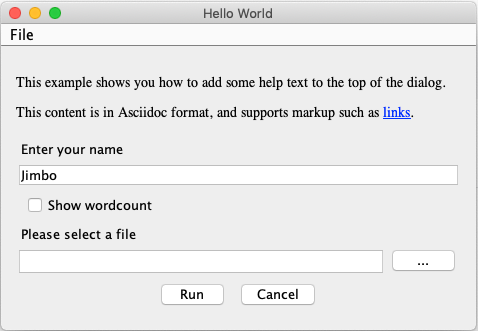 Hello World
File
This example shows you how to add some help text to the top of the dialog.
This content is in Asciidoc format, and supports markup such as links.
Enter your name
Jimbo
Show wordcount
Please select a file
...
Run Cancel